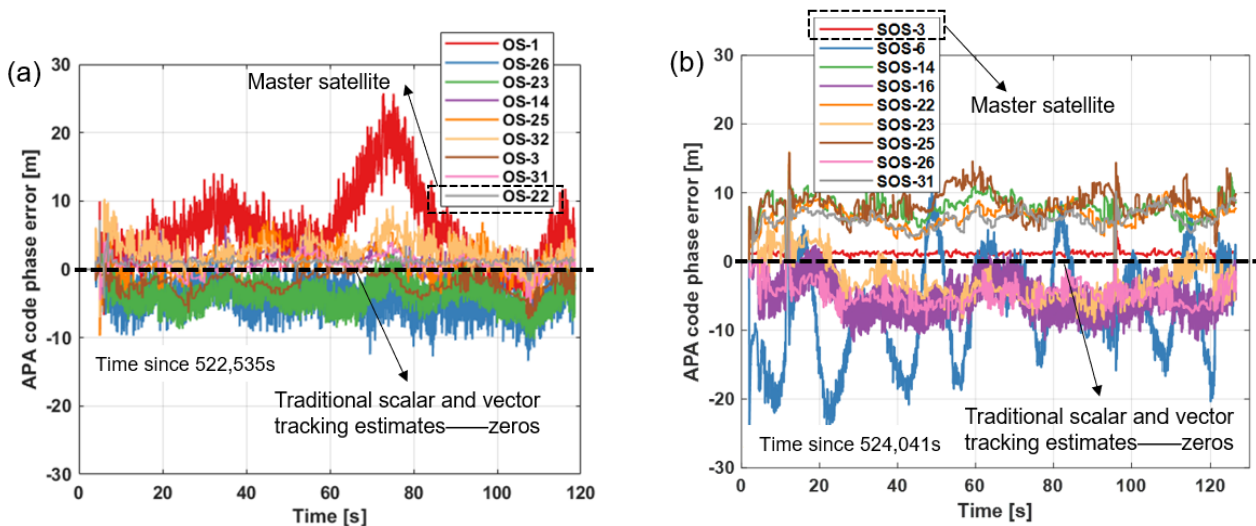 (a)
APA code phase error [m]
30
20
10
0
-10
-20
-30
0
20
40
60
80
100
120
Time [s]
OS-1
OS-26
OS-23
OS-14
OS-25
OS-32
OS-3
OS-31
OS-22
Master satellite
Time since 522,535s
Traditional scalar and vector
tracking estimates——zeros
(b)
APA code phase error [m]
30
20
10
0
-10
-20
-30
0
20
40
60
80
100
120
Time [s]
SOS-3
SOS-6
SOS-14
SOS-16
SOS-22
SOS-23
SOS-25
SOS-26
SOS-31
Master satellite
Time since 524,041s
Traditional scalar and vector
tracking estimates——zeros